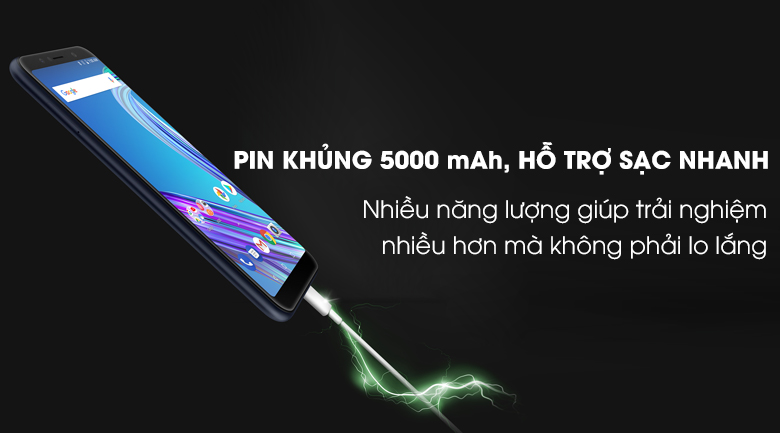 Google
PIN KHỦNG 5000 mAh, HỖ TRỢ SẠC NHANH
Nhiều năng lượng giúp trải nghiệm
nhiều hơn mà không phải lo lắng